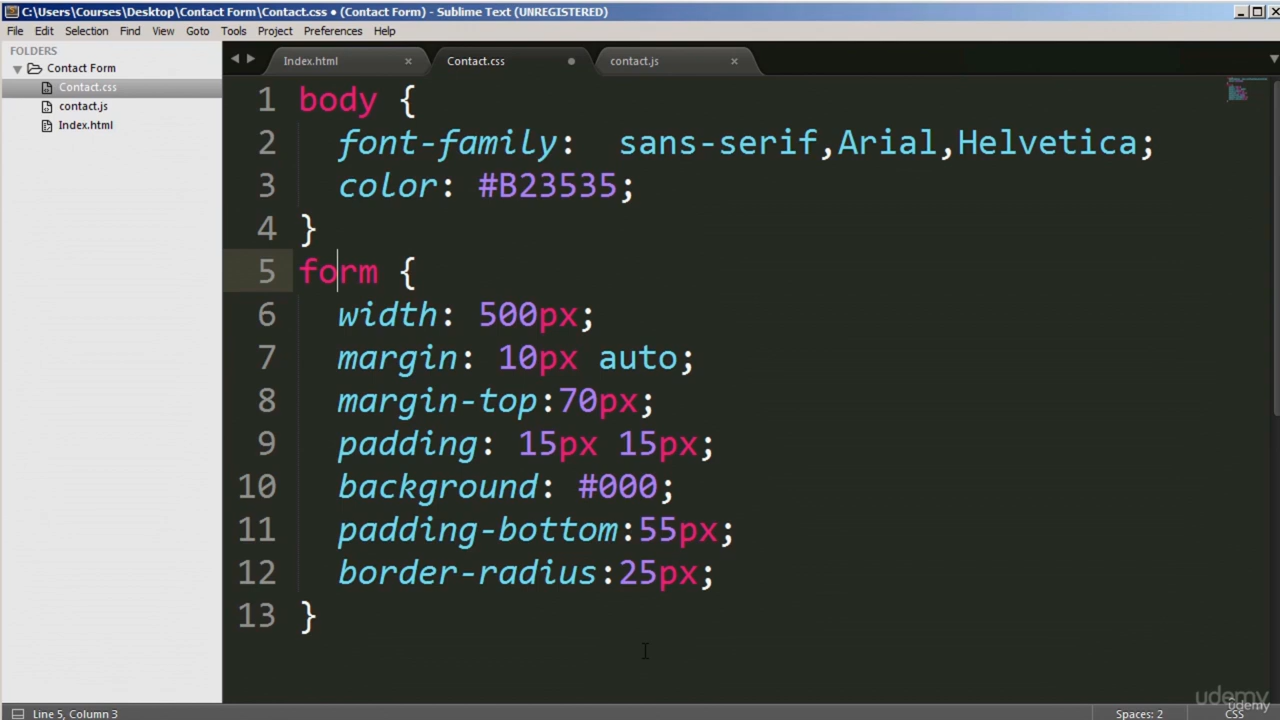 C:\Users\Courses\Desktop\Contact Form\Contact.css • (Contact Form) - Sublime Text (UNREGISTERED)
File Edit Selection Find View Goto Tools Project Preferences Help
FOLDERS
Contact Form
Contact.css
contact.js
Index.html
Index.html × Contact.css • contact.js ×
1 body {
2   font-family:  sans-serif,Arial,Helvetica;
3   color: #B23535;
4 }
5 form {
6   width: 500px;
7   margin: 10px auto;
8   margin-top:70px;
9   padding: 15px 15px;
10   background: #000;
11   padding-bottom:55px;
12   border-radius:25px;
13 }
udemy
udemy
Line 5, Column 3
Spaces: 2
CSS